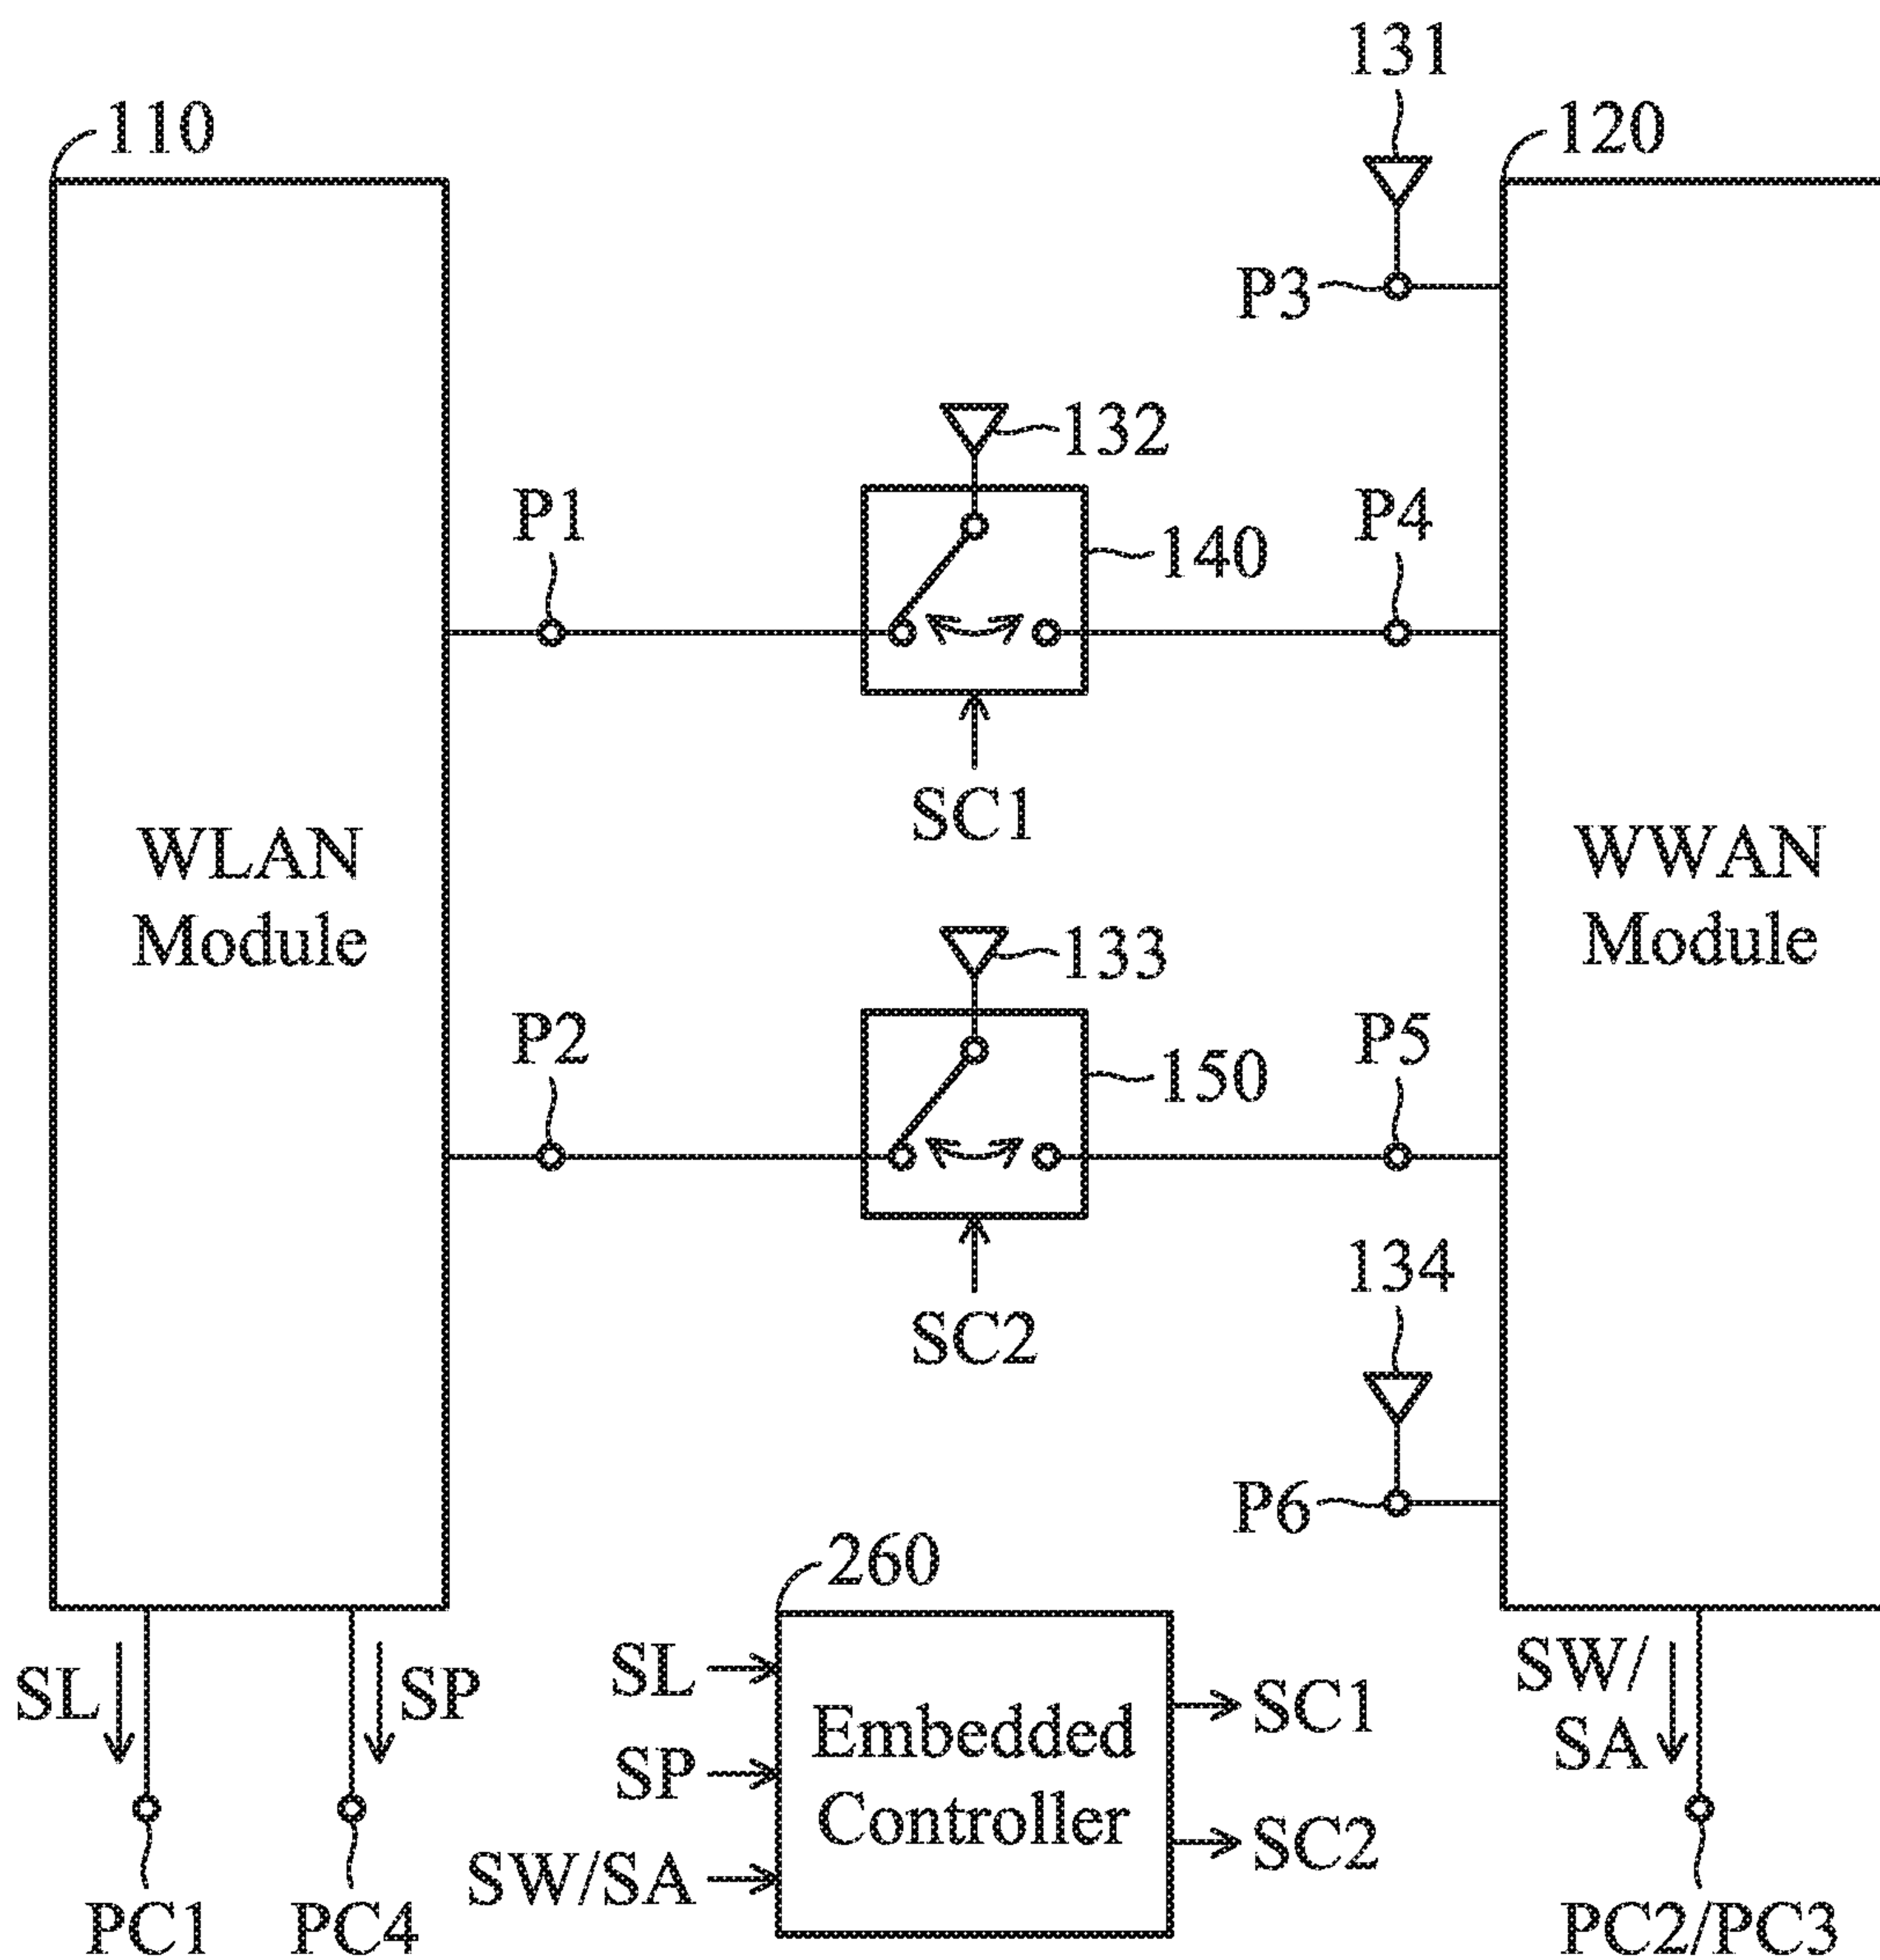 131
110
120
P3
132
P1
140
P4
SC1
WLAN
Module
WWAN
Module
133
P2
150
P5
SC2
134
P6
260
SL
SP
SL
SP
SW/SA
Embedded
Controller
SC1
SC2
SW/
SA
PC1
PC4
PC2/PC3